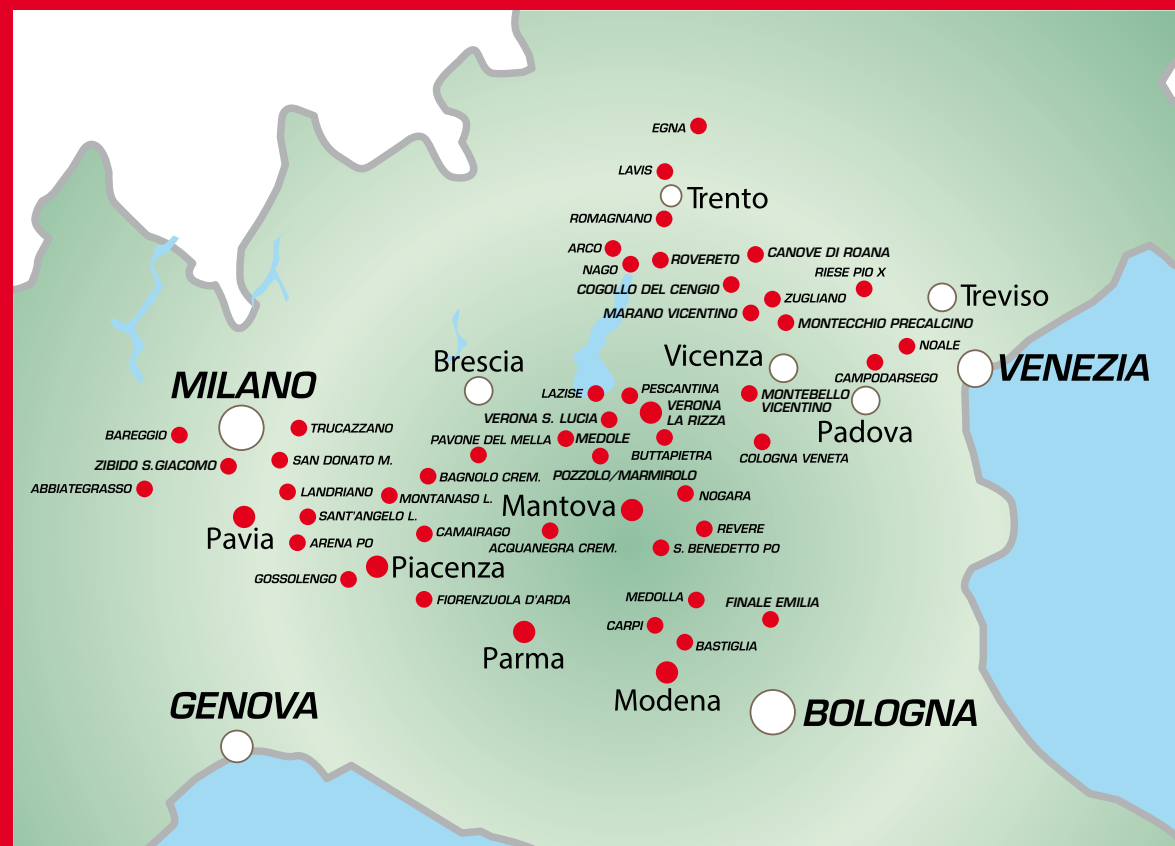 EGNA
LAVIS
Trento
ROMAGNANO
ARCO
ROVERETO
CANOVE DI ROANA
NAGO
RIESE PIO X
COGOLLO DEL CENGIO
ZUGLIANO
Treviso
MARANO VICENTINO
MONTECCHIO PRECALCINO
NOALE
Brescia
Vicenza
VENEZIA
CAMPODARSEGO
MILANO
LAZISE
PESCANTINA
MONTEBELLO
VICENTINO
VERONA
LA RIZZA
VERONA S. LUCIA
TRUCAZZANO
BAREGGIO
PAVONE DEL MELLA
MEDOLE
Padova
BUTTAPIETRA
COLOGNA VENETA
ZIBIDO S.GIACOMO
SAN DONATO M.
BAGNOLO CREM.
POZZOLO/MARMIROLO
ABBIATEGRASSO
LANDRIANO
MONTANASO L.
Mantova
NOGARA
SANT'ANGELO L.
Pavia
ARENA PO
CAMAIRAGO
ACQUANEGRA CREM.
REVERE
S. BENEDETTO PO
GOSSOLENGO
Piacenza
FIORENZUOLA D'ARDA
MEDOLLA
FINALE EMILIA
CARPI
BASTIGLIA
Parma
Modena
GENOVA
BOLOGNA